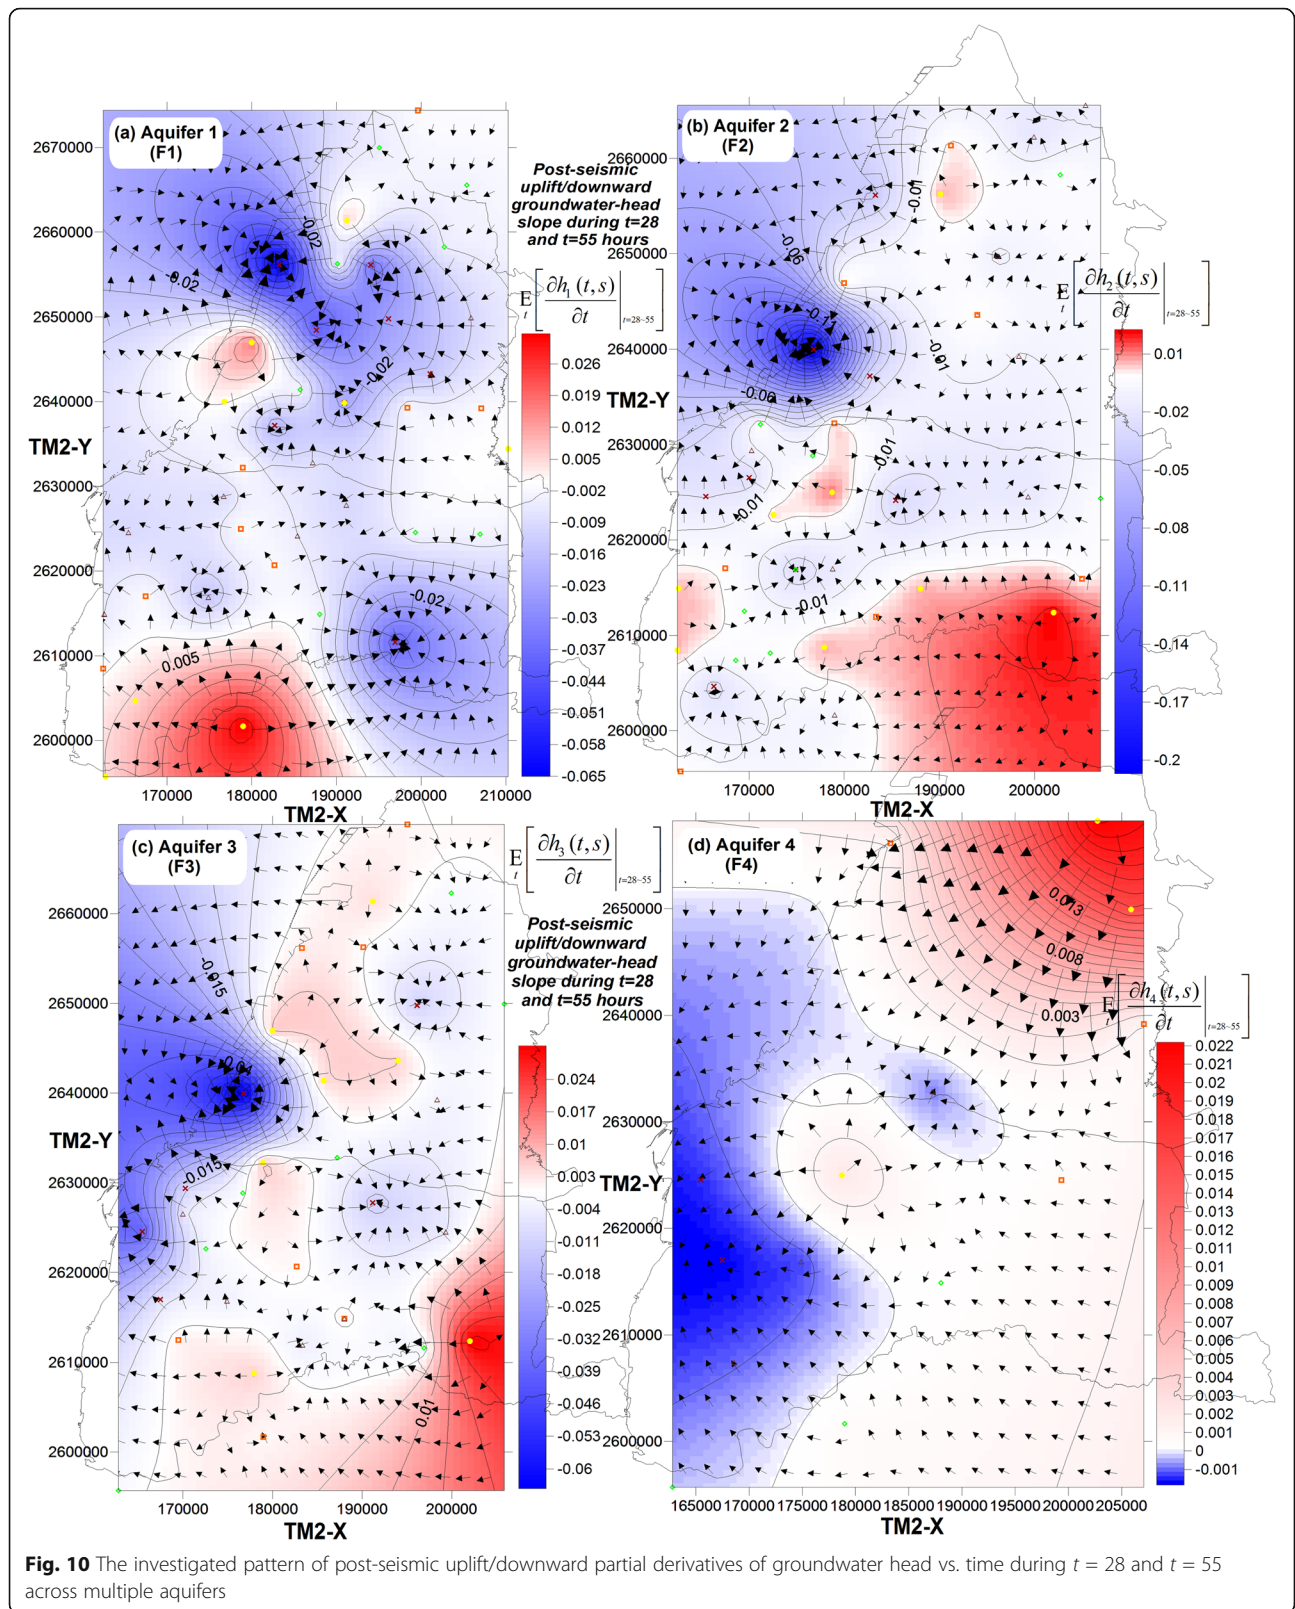 (a) Aquifer 1
(F1)
2670000
2660000
2650000
2640000
TM2-Y
2630000
2620000
2610000
2600000
170000 180000 190000 200000 210000
TM2-X
-0.02
-0.02
-0.02
-0.02
0.005
Post-seismic
uplift/downward
groundwater-head
slope during t=28
and t=55 hours
E t [ ∂h₁(t,s) / ∂t | t=28~55 ]
0.026
0.019
0.012
0.005
-0.002
-0.009
-0.016
-0.023
-0.03
-0.037
-0.044
-0.051
-0.058
-0.065
(b) Aquifer 2
(F2)
2660000
2650000
2640000
TM2-Y
2630000
2620000
2610000
2600000
170000 180000 190000 200000
TM2-X
-0.01
-0.06
-0.11
-0.01
-0.06
-0.01
-0.01
-0.01
E t [ ∂h₂(t,s) / ∂t | t=28~55 ]
0.01
-0.02
-0.05
-0.08
-0.11
-0.14
-0.17
-0.2
(c) Aquifer 3
(F3)
2660000
2650000
2640000
TM2-Y
2630000
2620000
2610000
2600000
170000 180000 190000 200000
TM2-X
-0.015
-0.015
0.01
E t [ ∂h₃(t,s) / ∂t | t=28~55 ]
Post-seismic
uplift/downward
groundwater-head
slope during t=28
and t=55 hours
0.024
0.017
0.01
0.003
-0.004
-0.011
-0.018
-0.025
-0.032
-0.039
-0.046
-0.053
-0.06
(d) Aquifer 4
(F4)
2650000
2640000
2630000
TM2-Y
2620000
2610000
2600000
165000 170000 175000 180000 185000 190000 195000 200000 205000
TM2-X
0.013
0.008
0.003
E t [ ∂h₄(t,s) / ∂t | t=28~55 ]
0.022
0.021
0.02
0.019
0.018
0.017
0.016
0.015
0.014
0.013
0.012
0.011
0.01
0.009
0.008
0.007
0.006
0.005
0.004
0.003
0.002
0.001
0
-0.001
Fig. 10 The investigated pattern of post-seismic uplift/downward partial derivatives of groundwater head vs. time during t = 28 and t = 55
across multiple aquifers